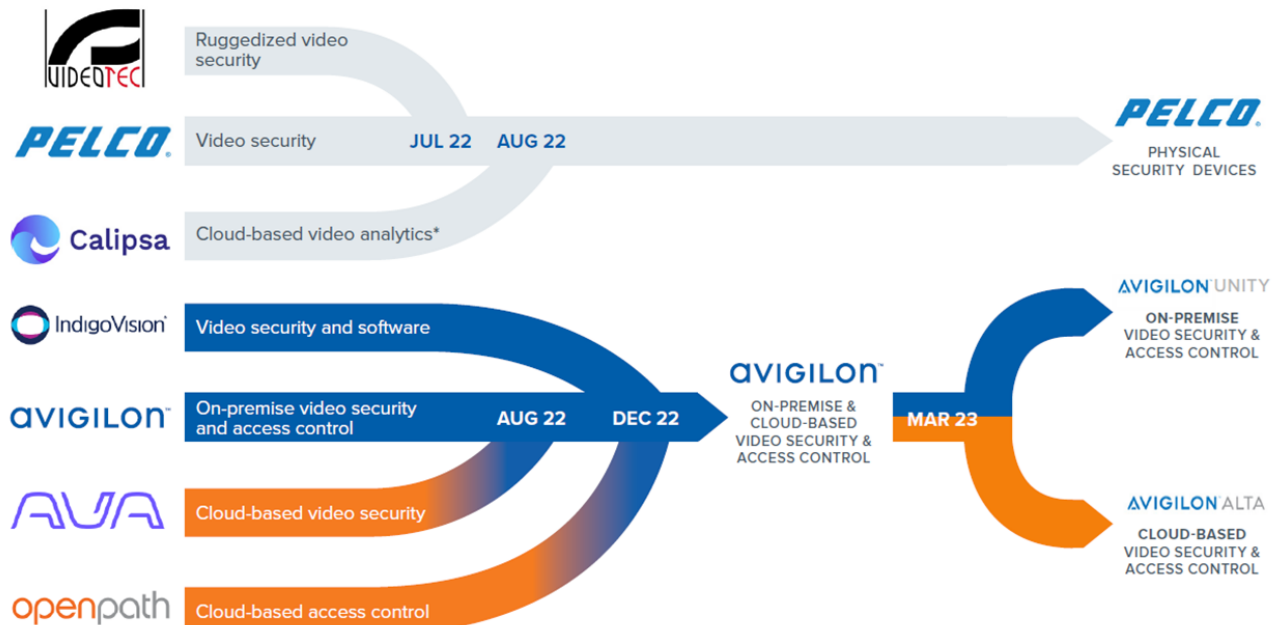 VIDEOTEC
Ruggedized video
security
PELCO®
Video security
JUL 22
AUG 22
PELCO®
PHYSICAL
SECURITY DEVICES
Calipsa
Cloud-based video analytics*
IndigoVision
Video security and software
AVIGILON™
On-premise video security
and access control
AUG 22
DEC 22
AVIGILON™
ON-PREMISE &
CLOUD-BASED
VIDEO SECURITY &
ACCESS CONTROL
MAR 23
AVIGILON UNITY
ON-PREMISE
VIDEO SECURITY &
ACCESS CONTROL
AVA
Cloud-based video security
AVIGILON ALTA
CLOUD-BASED
VIDEO SECURITY &
ACCESS CONTROL
openpath
Cloud-based access control